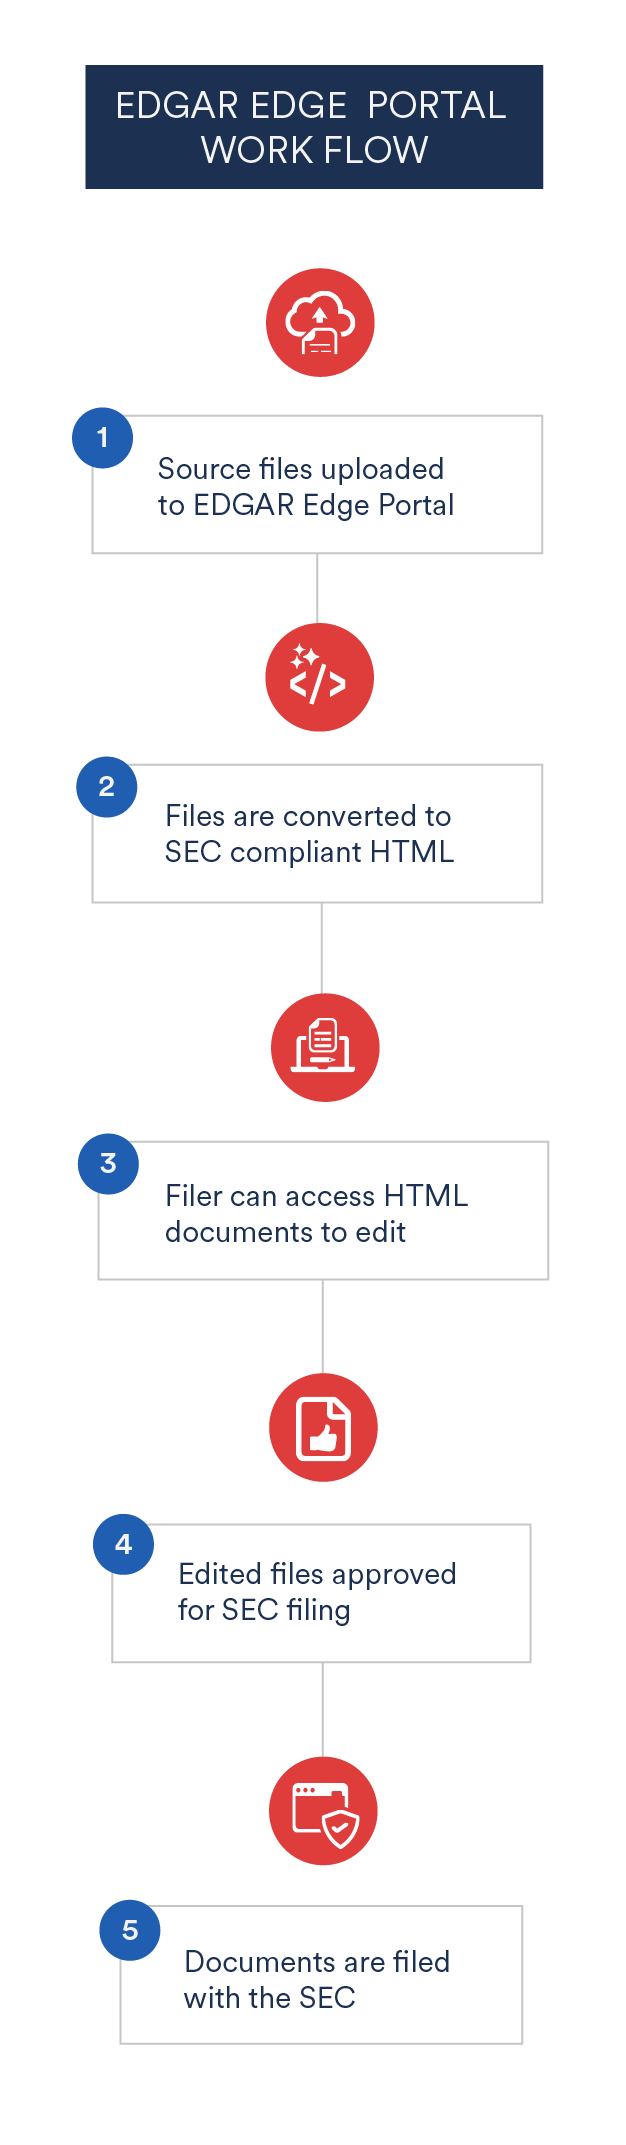 EDGAR EDGE PORTAL
WORK FLOW
1
Source files uploaded
to EDGAR Edge Portal
2
Files are converted to
SEC compliant HTML
3
Filer can access HTML
documents to edit
4
Edited files approved
for SEC filing
5
Documents are filed
with the SEC